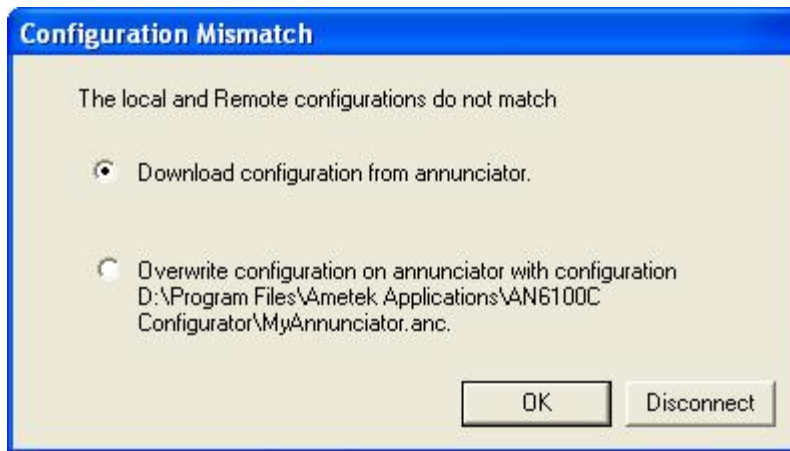 Configuration Mismatch
The local and Remote configurations do not match
Download configuration from annunciator.
Overwrite configuration on annunciator with configuration
D:\Program Files\Ametek Applications\AN6100C
Configurator\MyAnnunciator.anc.
OK
Disconnect